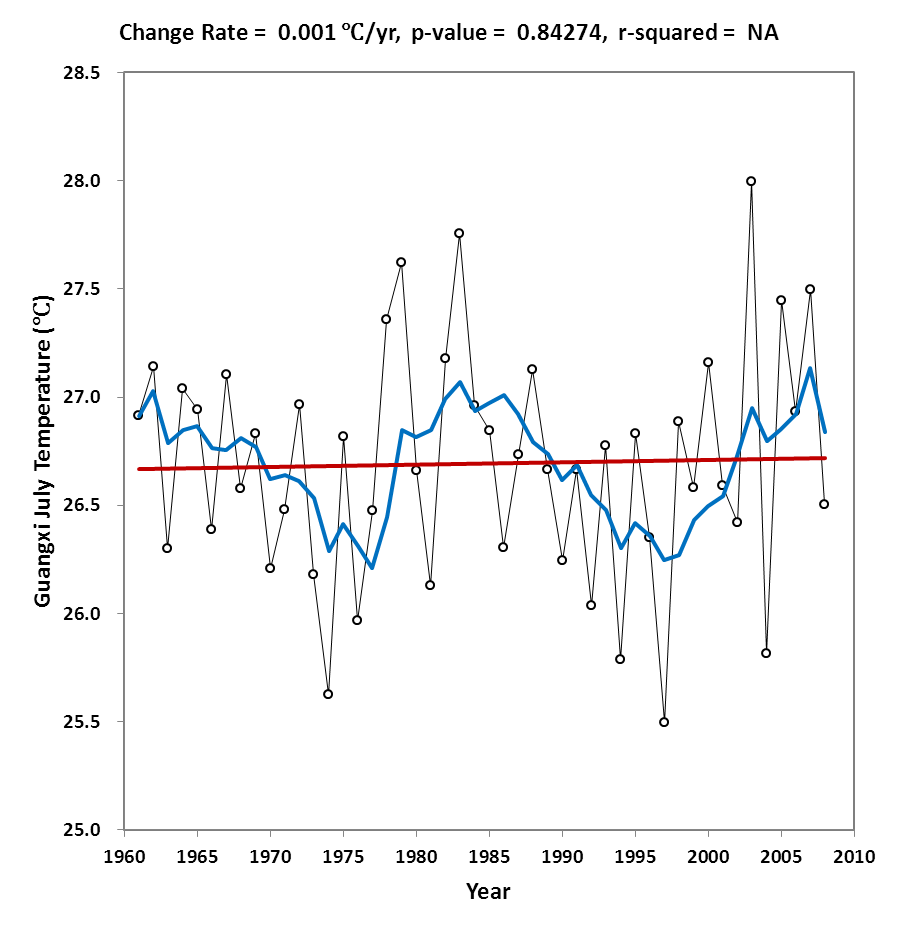 Change Rate = 0.001 ℃/yr, p-value = 0.84274, r-squared = NA
28.5
28.0
27.5
27.0
26.5
26.0
25.5
25.0
Guangxi July Temperature (℃)
1960 1965 1970 1975 1980 1985 1990 1995 2000 2005 2010
Year